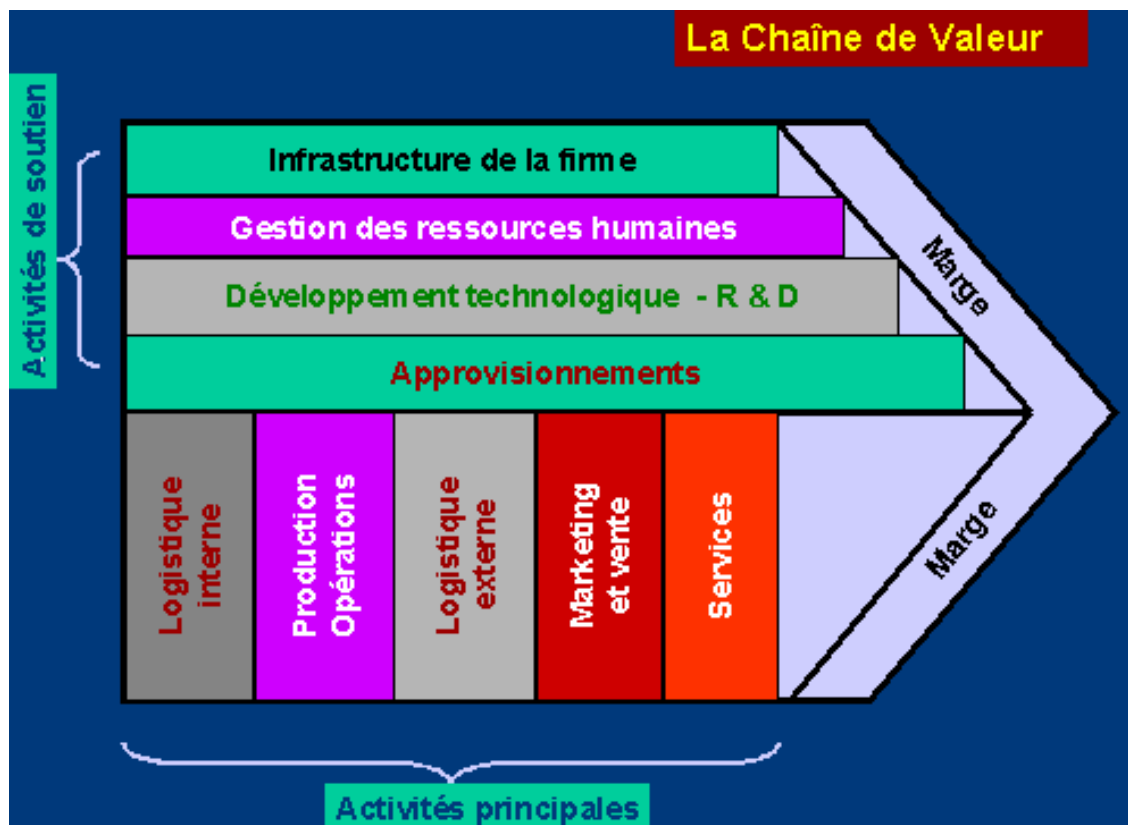 La Chaîne de Valeur
Activités de soutien
Infrastructure de la firme
Gestion des ressources humaines
Développement technologique - R & D
Approvisionnements
Marge
Logistique
interne
Production
Opérations
Logistique
externe
Marketing
et vente
Services
Marge
Activités principales